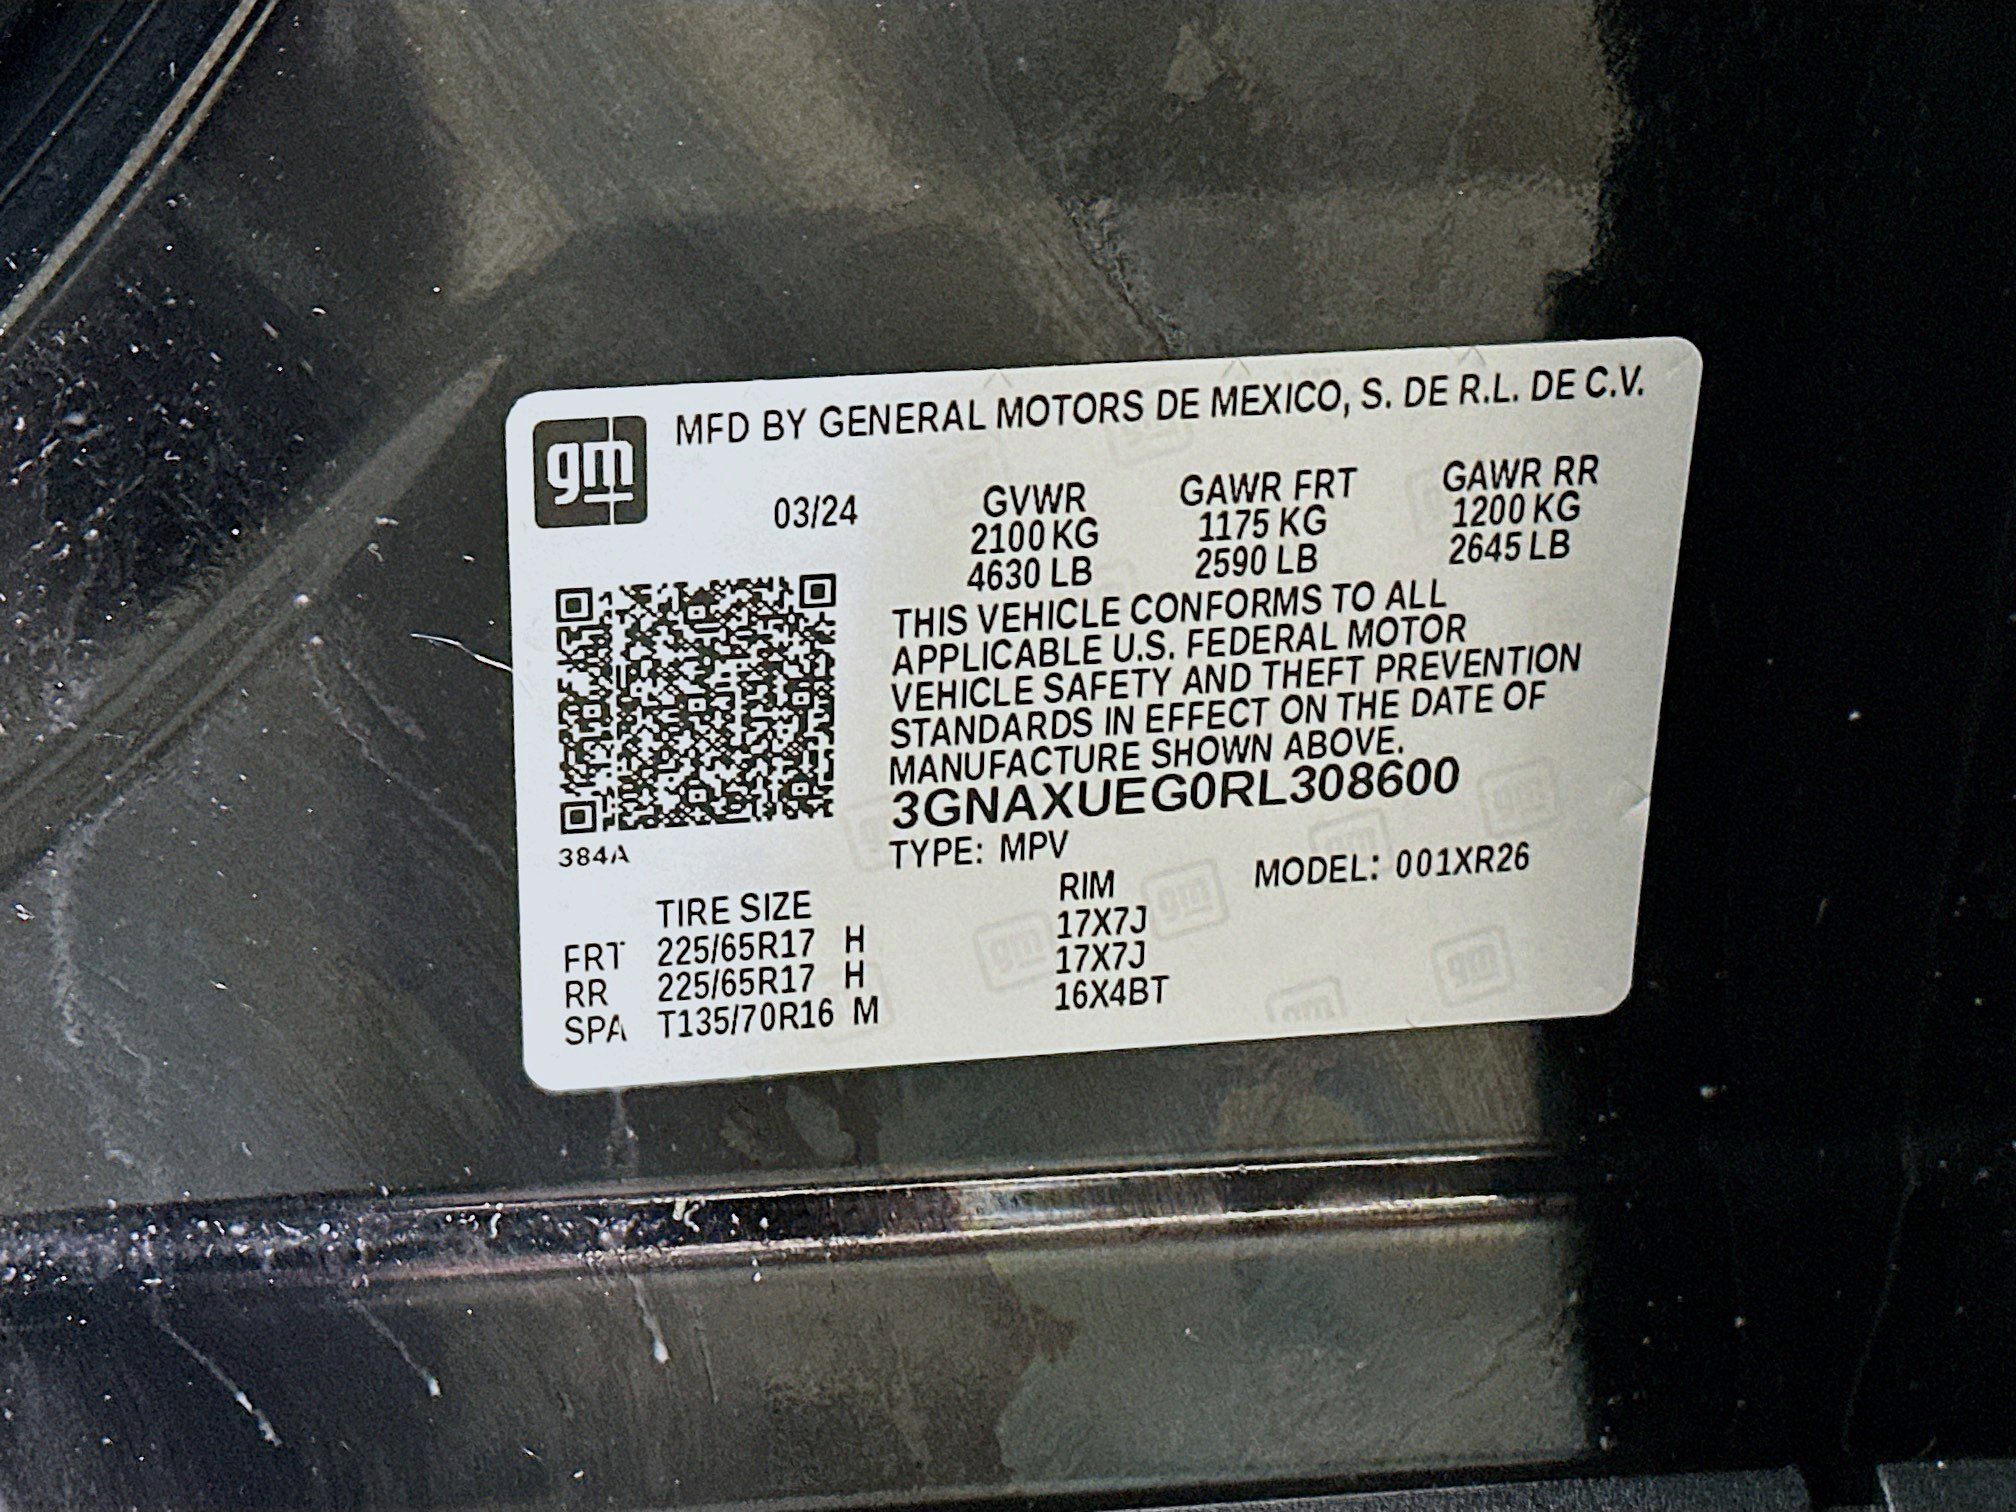 gm
MFD BY GENERAL MOTORS DE MEXICO, S. DE R.L. DE C.V.
03/24 GVWR GAWR FRT GAWR RR
2100 KG 1175 KG 1200 KG
4630 LB 2590 LB 2645 LB
THIS VEHICLE CONFORMS TO ALL
APPLICABLE U.S. FEDERAL MOTOR
VEHICLE SAFETY AND THEFT PREVENTION
STANDARDS IN EFFECT ON THE DATE OF
MANUFACTURE SHOWN ABOVE.
3GNAXUEG0RL308600
384A
TYPE: MPV MODEL: 001XR26
TIRE SIZE RIM
FRT 225/65R17 H 17X7J
RR 225/65R17 H 17X7J
SPA T135/70R16 M 16X4BT